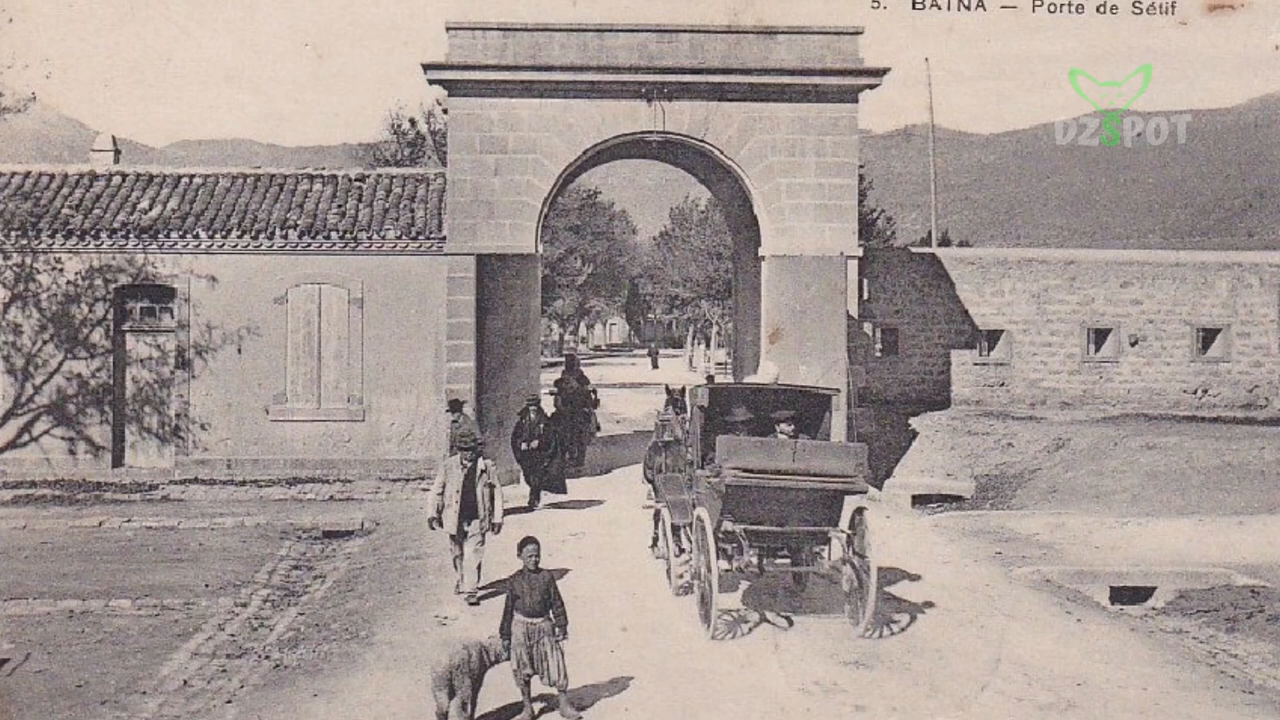 5. BATNA — Porte de Sétif
DZSPOT